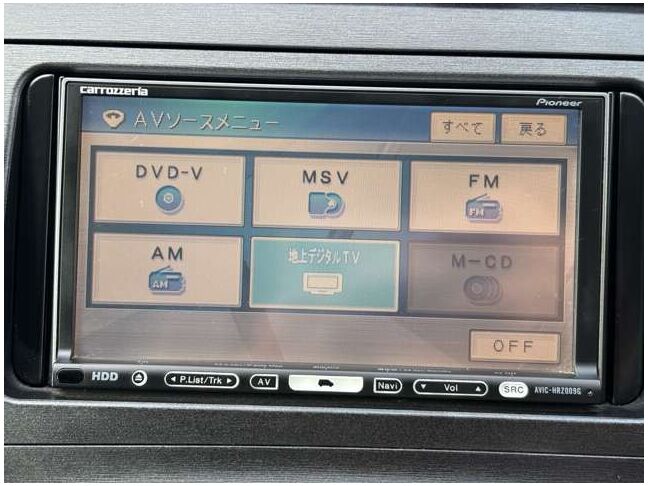 carrozzeria
Pioneer
AVソースメニュー
すべて 戻る
DVD-V MSV FM
FM
AM 地上デジタルTV M-CD
AM
OFF
HDD P.List/Trk AV Navi Vol SRC AVIC-HRZ009G